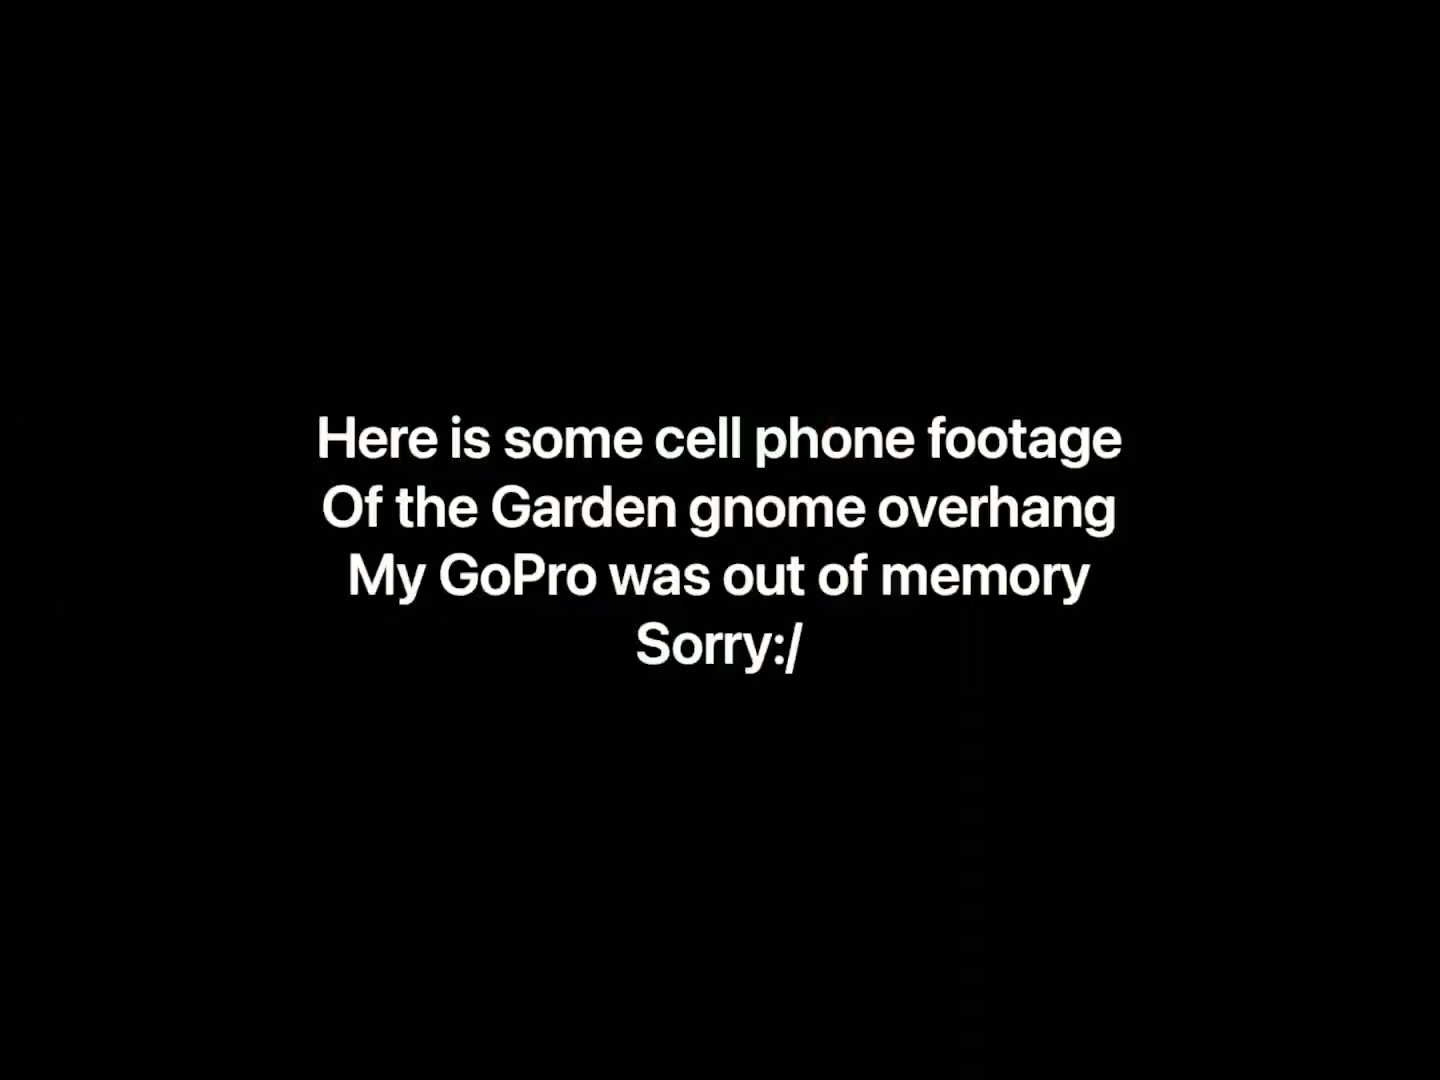 Here is some cell phone footage
Of the Garden gnome overhang
My GoPro was out of memory
Sorry:/